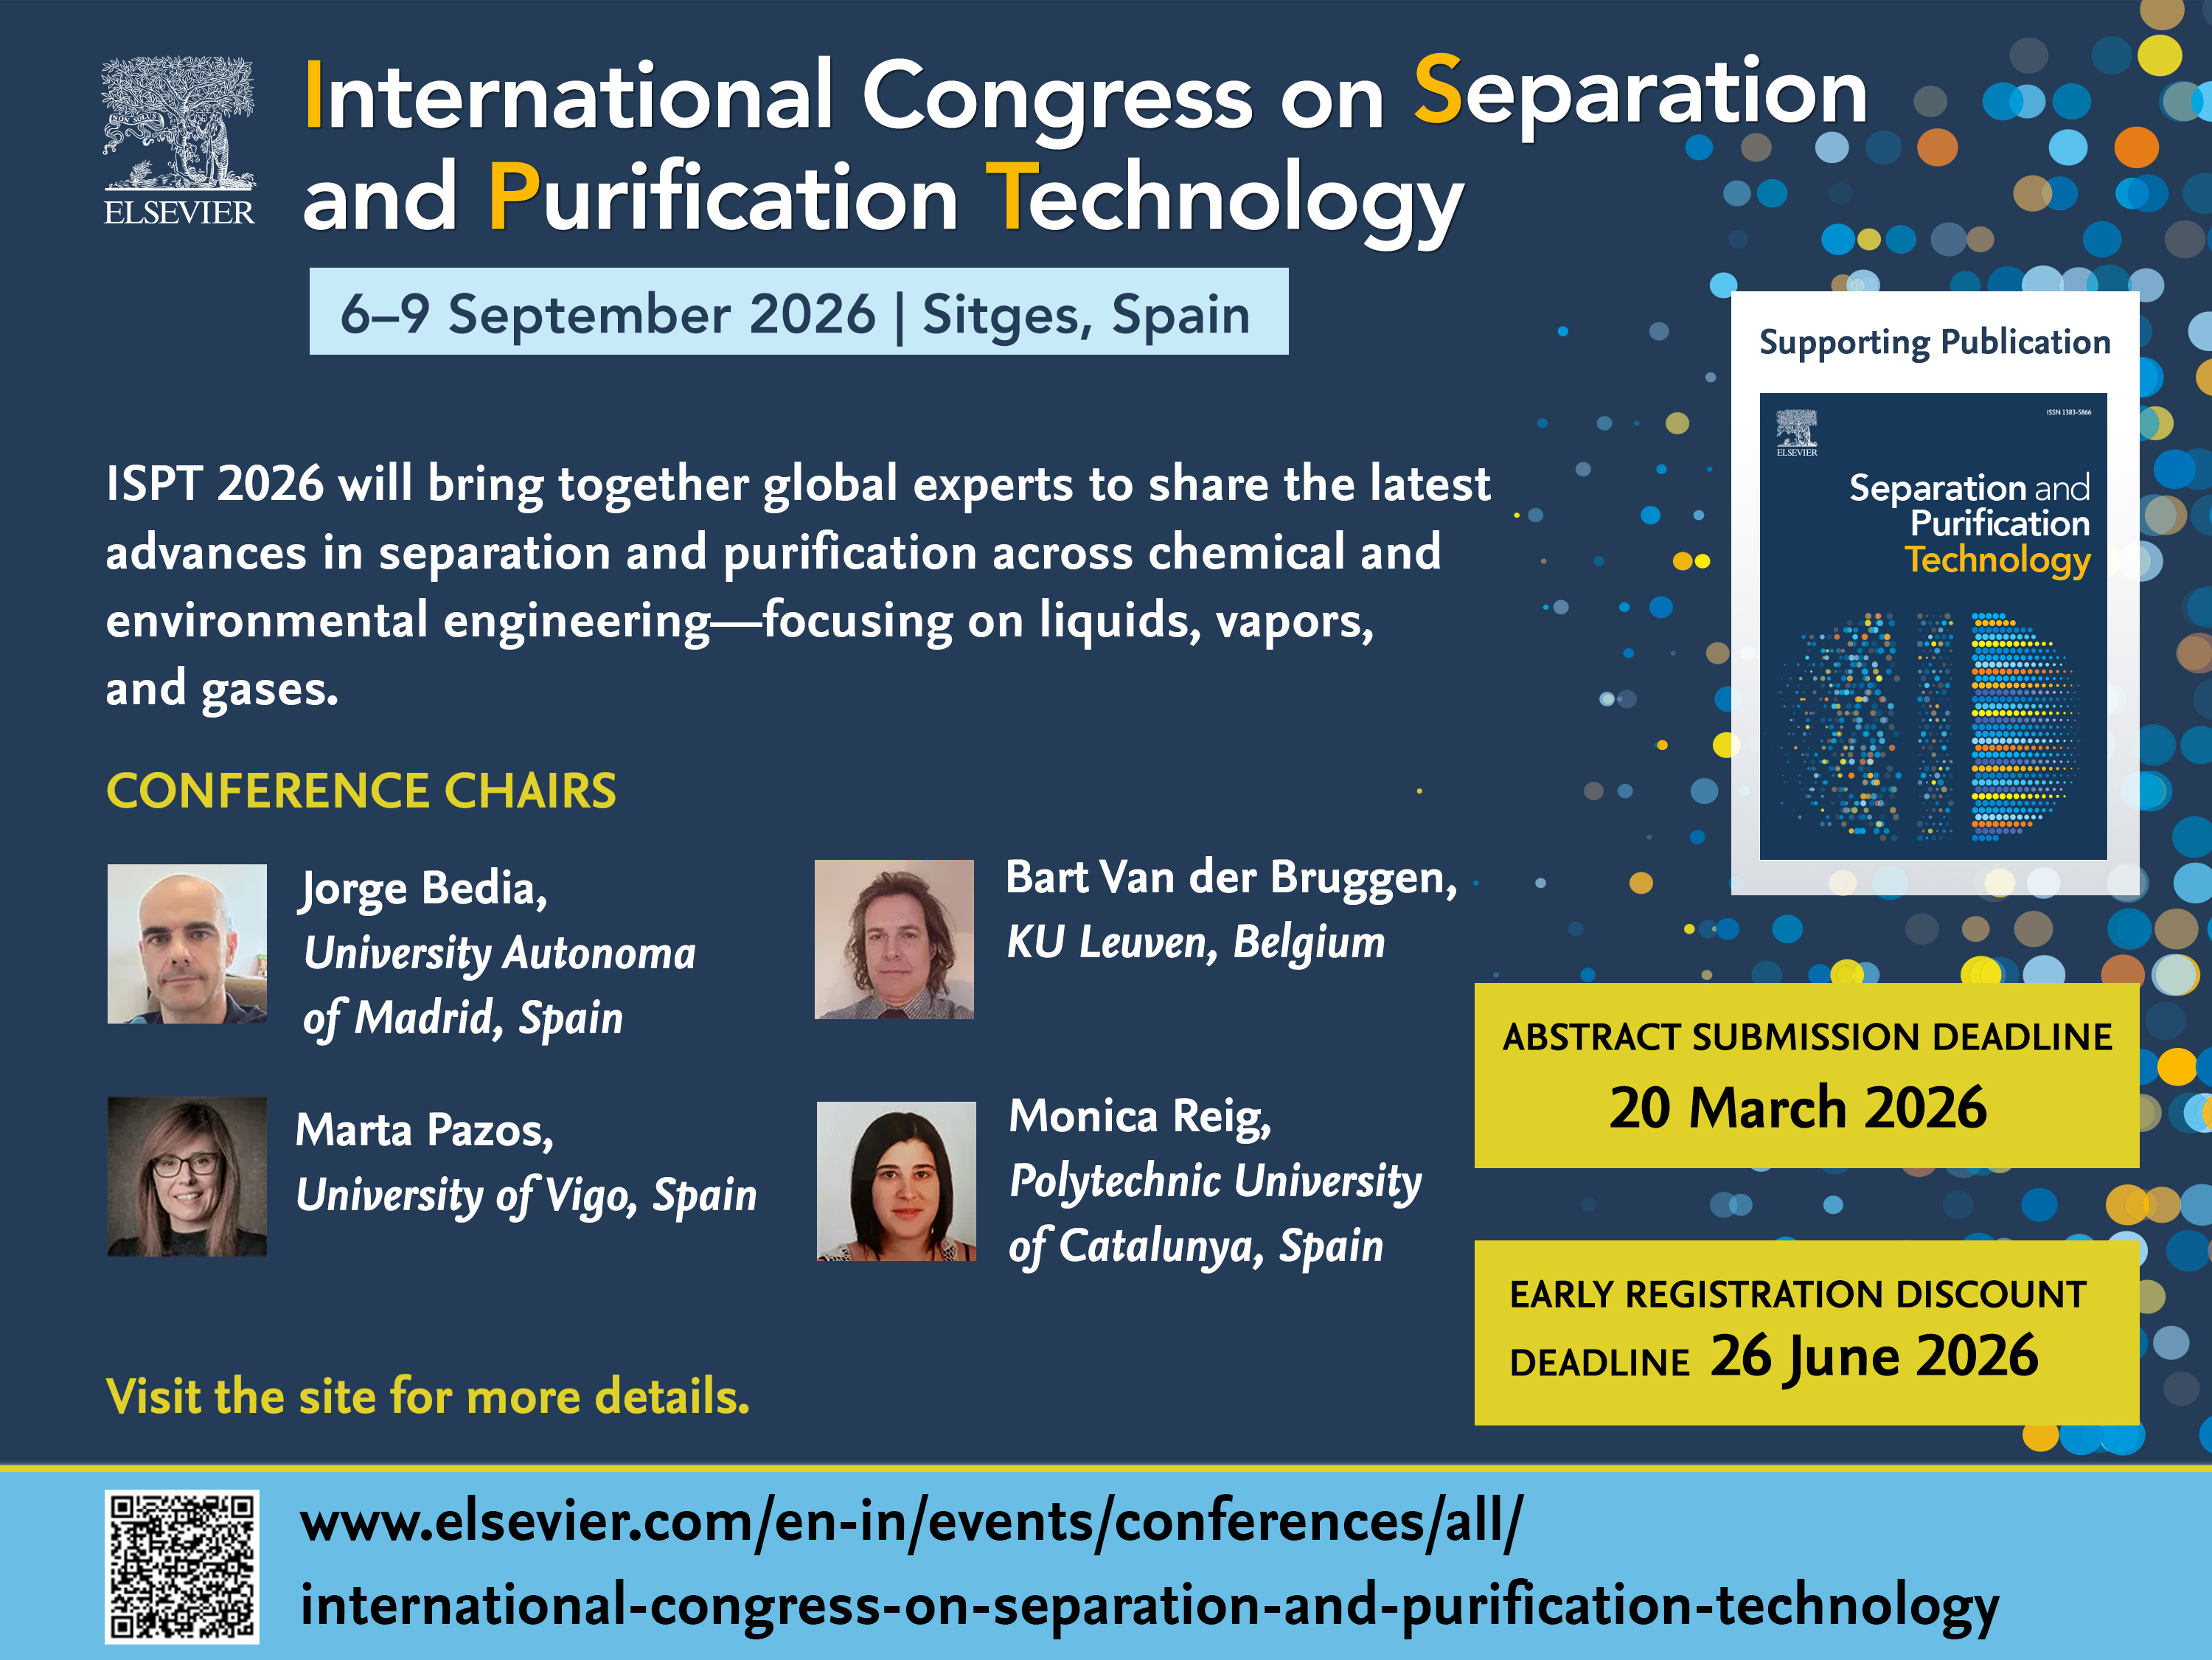 ELSEVIER
International Congress on Separation
and Purification Technology
6–9 September 2026 | Sitges, Spain
Supporting Publication
ISSN 1383-5866
ELSEVIER
Separation and
Purification
Technology
ISPT 2026 will bring together global experts to share the latest
advances in separation and purification across chemical and
environmental engineering—focusing on liquids, vapors,
and gases.
CONFERENCE CHAIRS
Jorge Bedia,
University Autonoma
of Madrid, Spain
Bart Van der Bruggen,
KU Leuven, Belgium
Marta Pazos,
University of Vigo, Spain
Monica Reig,
Polytechnic University
of Catalunya, Spain
ABSTRACT SUBMISSION DEADLINE
20 March 2026
EARLY REGISTRATION DISCOUNT
DEADLINE 26 June 2026
Visit the site for more details.
www.elsevier.com/en-in/events/conferences/all/
international-congress-on-separation-and-purification-technology